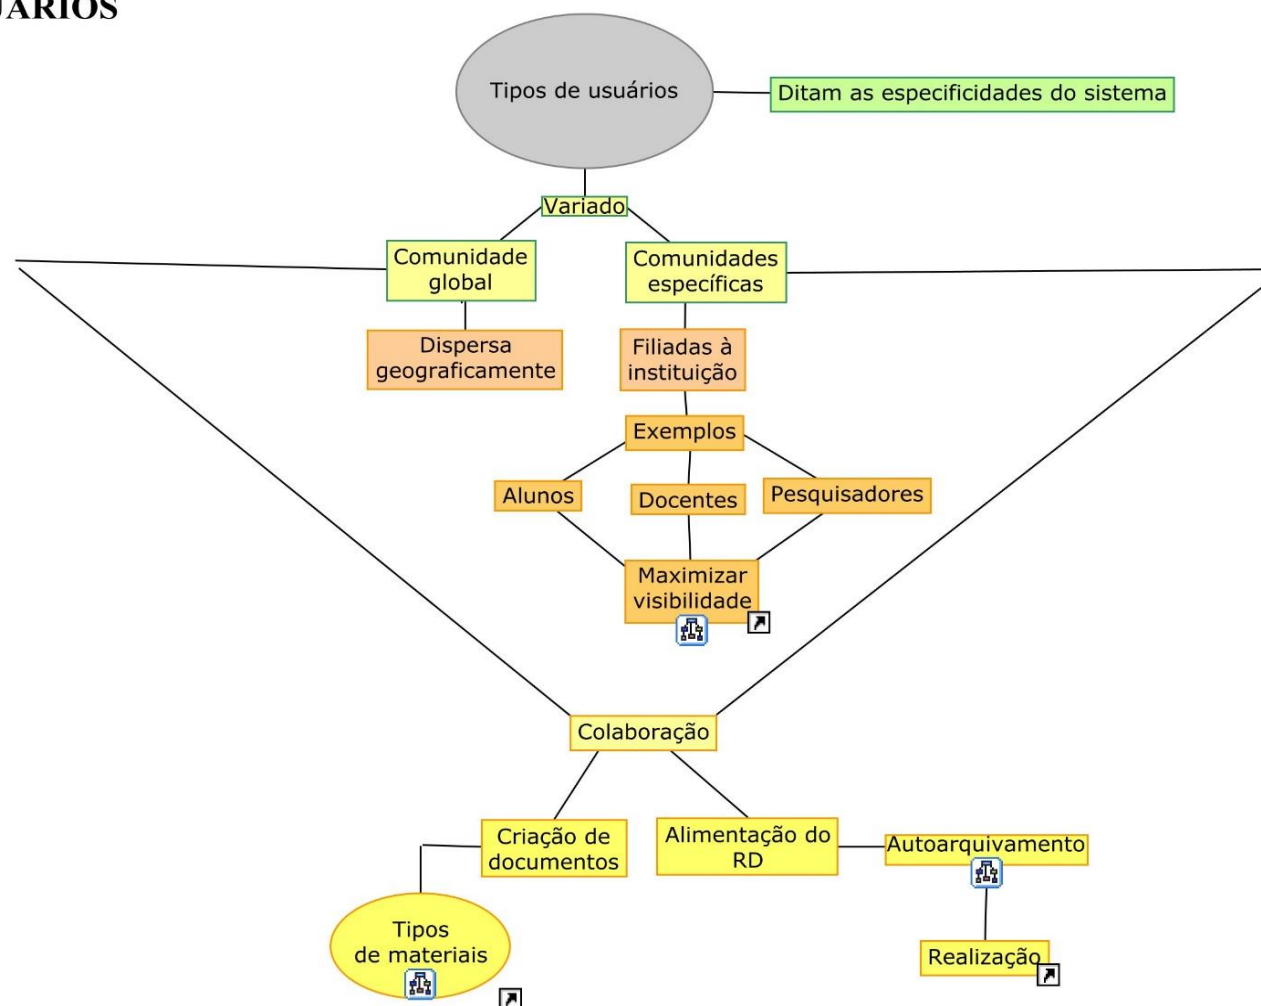 Tipos de usuários
Ditam as especificidades do sistema
Variado
Comunidade
global
Comunidades
específicas
Dispersa
geograficamente
Filiadas à
instituição
Exemplos
Alunos
Docentes
Pesquisadores
Maximizar
visibilidade
Colaboração
Criação de
documentos
Alimentação do
RD
Autoarquivamento
Tipos
de materiais
Realização